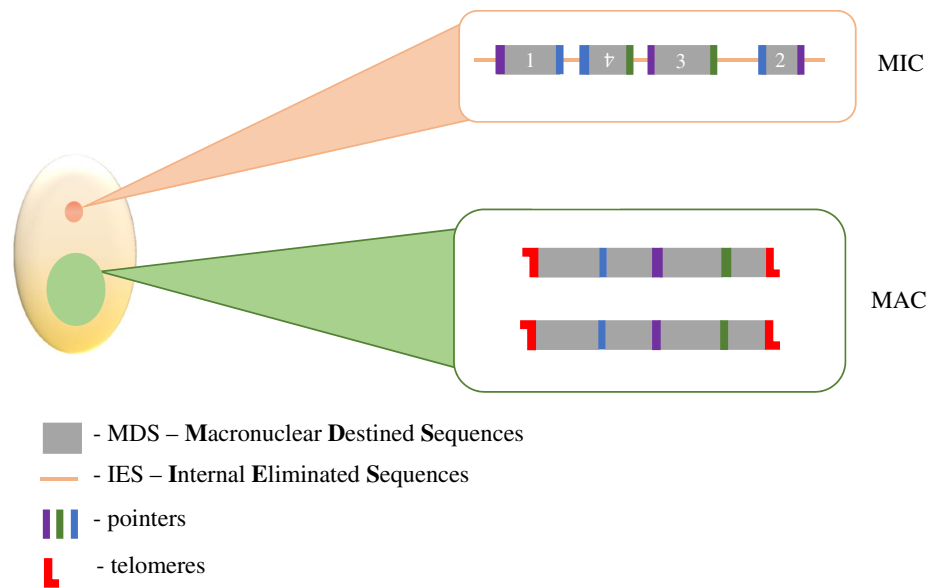 1 4 3 2
MIC
MAC
- MDS – Macronuclear Destined Sequences
- IES – Internal Eliminated Sequences
- pointers
- telomeres